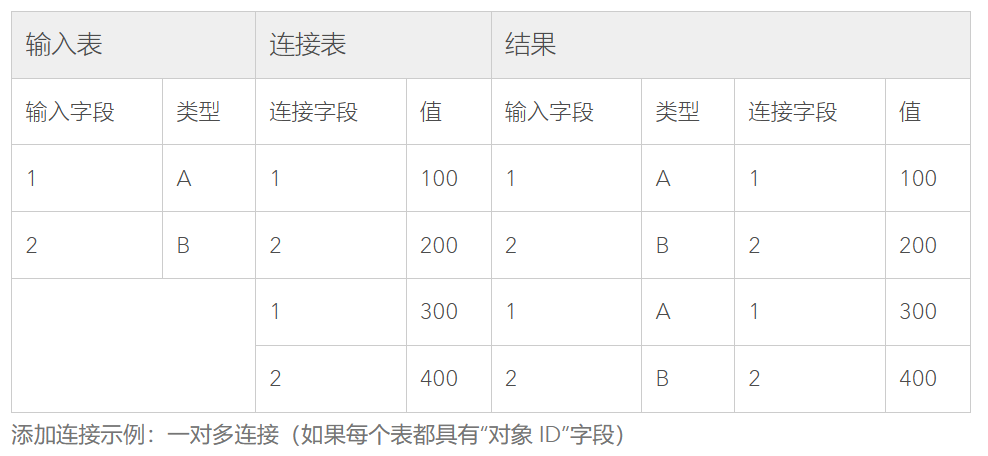 输入表 连接表 结果
输入字段 类型 连接字段 值 输入字段 类型 连接字段 值
1 A 1 100 1 A 1 100
2 B 2 200 2 B 2 200
1 300 1 A 1 300
2 400 2 B 2 400
添加连接示例：一对多连接（如果每个表都具有“对象 ID”字段）